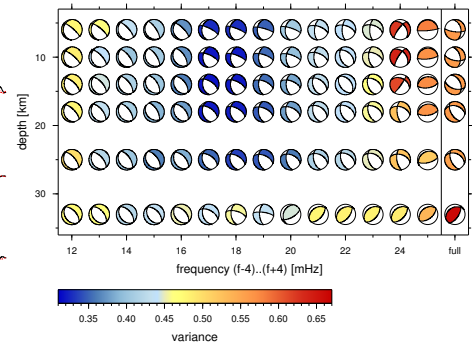 10
20
30
depth [km]
12 14 16 18 20 22 24 full
frequency (f-4)..(f+4) [mHz]
0.35 0.40 0.45 0.50 0.55 0.60 0.65
variance